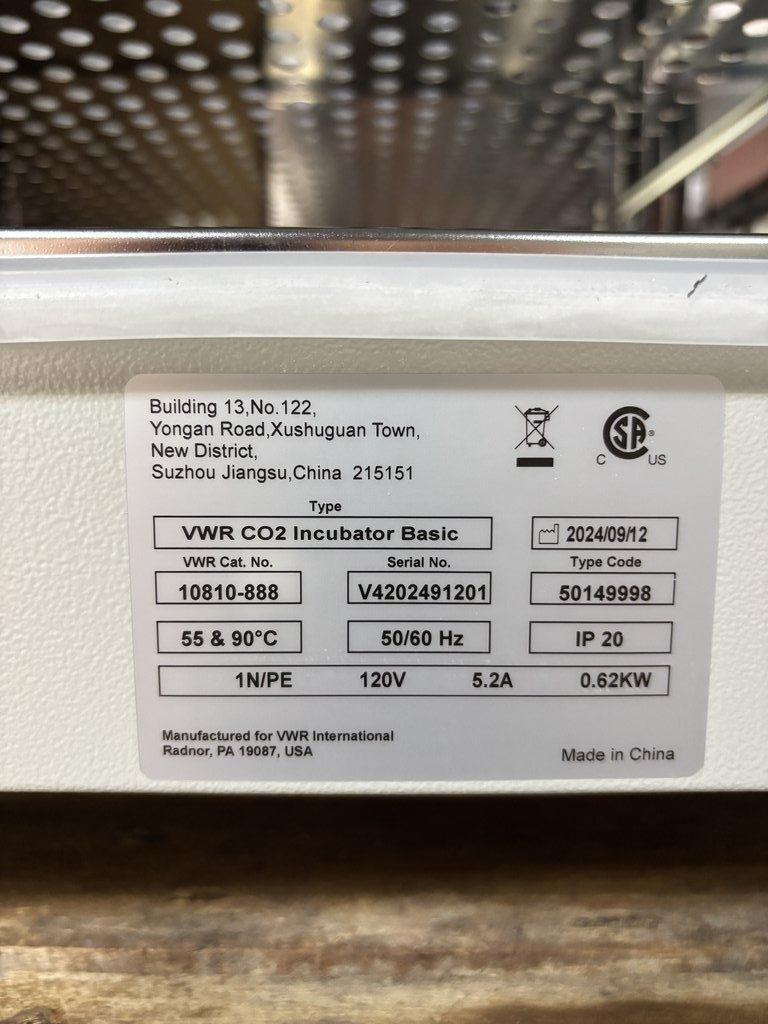 Building 13,No.122,
Yongan Road,Xushuguan Town,
New District,
Suzhou Jiangsu,China 215151
C SA® US
Type
VWR CO2 Incubator Basic
2024/09/12
VWR Cat. No. Serial No. Type Code
10810-888 V4202491201 50149998
55 & 90°C 50/60 Hz IP 20
1N/PE 120V 5.2A 0.62KW
Manufactured for VWR International
Radnor, PA 19087, USA
Made in China